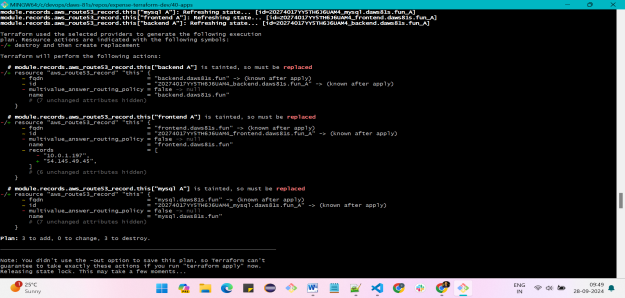 MINGW64:/c/devops/daws-81s/repos/expense-terraform-dev/40-apps
module.records.aws_route53_record.this["mysql A"]: Refreshing state... [id=Z0274017YY5TH6J6UAM4_mysql.daws81s.fun_A]
module.records.aws_route53_record.this["frontend A"]: Refreshing state... [id=Z0274017YY5TH6J6UAM4_frontend.daws81s.fun_A]
module.records.aws_route53_record.this["backend A"]: Refreshing state... [id=Z0274017YY5TH6J6UAM4_backend.daws81s.fun_A]
Terraform used the selected providers to generate the following execution
plan. Resource actions are indicated with the following symbols:
-/+ destroy and then create replacement
Terraform will perform the following actions:
# module.records.aws_route53_record.this["backend A"] is tainted, so must be replaced
-/+ resource "aws_route53_record" "this" {
~ fqdn = "backend.daws81s.fun" -> (known after apply)
~ id = "Z0274017YY5TH6J6UAM4_backend.daws81s.fun_A" -> (known after apply)
- multivalue_answer_routing_policy = false -> null
name = "backend.daws81s.fun"
# (7 unchanged attributes hidden)
}
# module.records.aws_route53_record.this["frontend A"] is tainted, so must be replaced
-/+ resource "aws_route53_record" "this" {
~ fqdn = "frontend.daws81s.fun" -> (known after apply)
~ id = "Z0274017YY5TH6J6UAM4_frontend.daws81s.fun_A" -> (known after apply)
- multivalue_answer_routing_policy = false -> null
name = "frontend.daws81s.fun"
~ records = [
- "10.0.1.197",
+ "54.145.49.45",
]
# (6 unchanged attributes hidden)
}
# module.records.aws_route53_record.this["mysql A"] is tainted, so must be replaced
-/+ resource "aws_route53_record" "this" {
~ fqdn = "mysql.daws81s.fun" -> (known after apply)
~ id = "Z0274017YY5TH6J6UAM4_mysql.daws81s.fun_A" -> (known after apply)
- multivalue_answer_routing_policy = false -> null
name = "mysql.daws81s.fun"
# (7 unchanged attributes hidden)
}
Plan: 3 to add, 0 to change, 3 to destroy.
Note: You didn't use the -out option to save this plan, so Terraform can't
guarantee to take exactly these actions if you run "terraform apply" now.
Releasing state lock. This may take a few moments...
25°C
Sunny
ENG
IN
09:49
26-09-2024